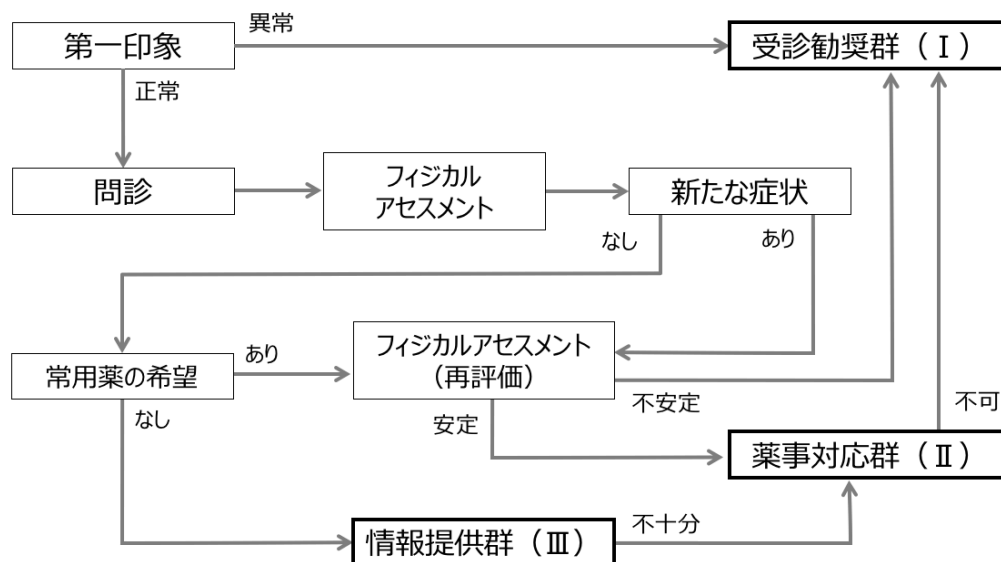 第一印象
異常
受診勧奨群（Ⅰ）
正常
問診
フィジカル
アセスメント
新たな症状
なし
あり
常用薬の希望
あり
フィジカルアセスメント
（再評価）
不安定
不可
なし
安定
薬事対応群（Ⅱ）
情報提供群（Ⅲ）
不十分